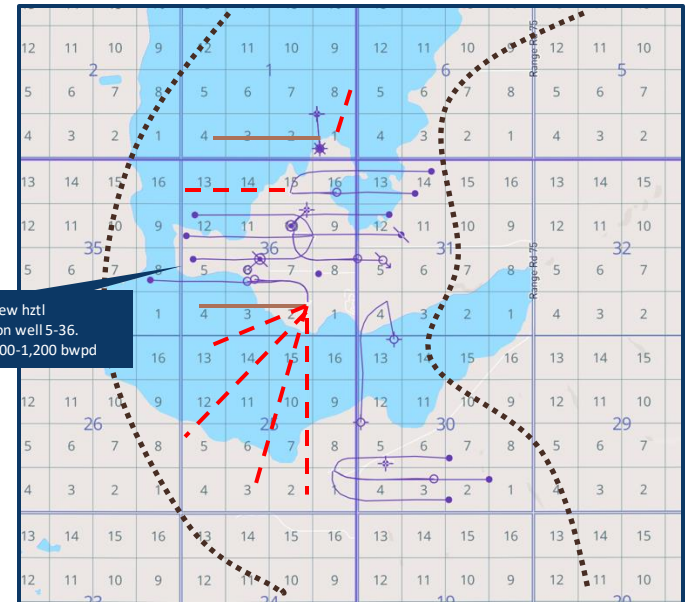 12 11 10 9 12 11 10 9 12 11 10 9 12 11 10
Range Rd 75
2 1 6 5
5 6 7 8 5 6 7 8 5 6 7 8 5 6 7
4 3 2 1 4 3 2 1 4 3 2 1 4 3 2
13 14 15 16 13 14 15 16 13 14 15 16 13 14 15
12 11 10 9 12 11 10 9 12 11 10 9 12 11 10
35 36 31 32
5 6 7 8 5 6 7 8 5 6 7 8 5 6 7
Range Rd 75
ew hztl
on well 5-36.
00-1,200 bwpd
1 4 3 2 1 4 3 2 1 4 3 2
16 13 14 15 16 13 14 15 16 13 14 15
12 11 10 9 12 11 10 9 12 11 10 9 12 11 10
26 25 30 29
5 6 7 8 5 6 7 8 5 6 7 8 5 6 7
4 3 2 1 4 3 2 1 4 3 2 1 4 3 2
13 14 15 16 13 14 15 16 13 14 15 16 13 14 15
12 11 10 9 12 11 10 9 12 11 10 9 12 11 10